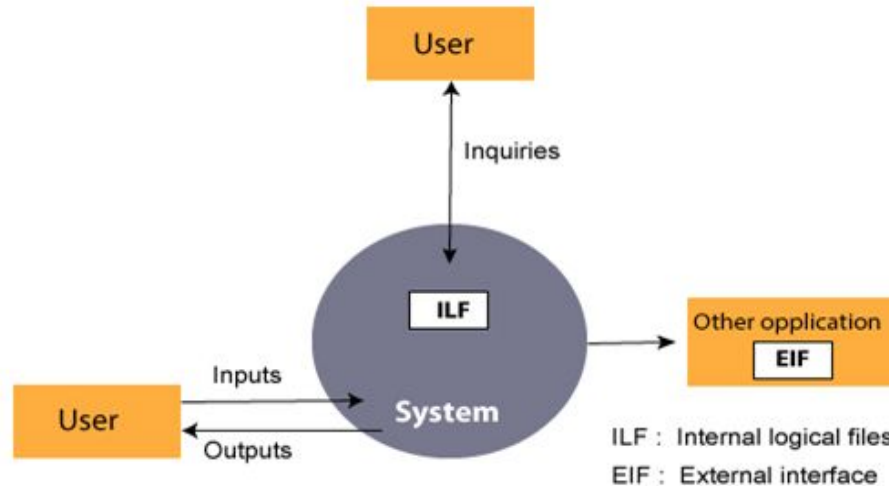 User
Inquiries
ILF
Other opplication
EIF
Inputs
User
System
Outputs
ILF : Internal logical files
EIF : External interface